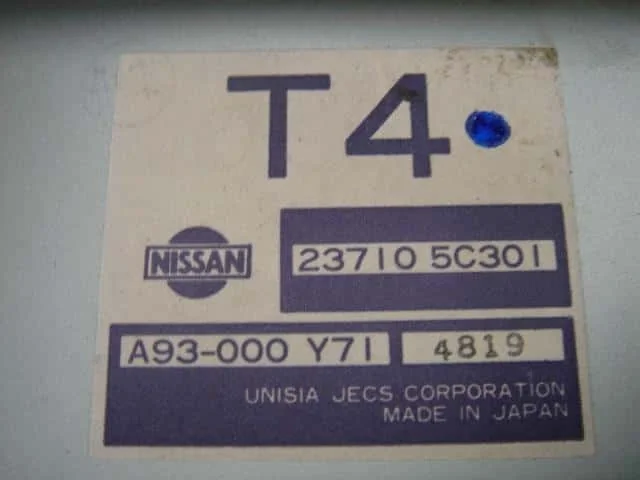 T4
NISSAN
23710 5C301
A93-000 Y71
4819
UNISIA JECS CORPORATION
MADE IN JAPAN